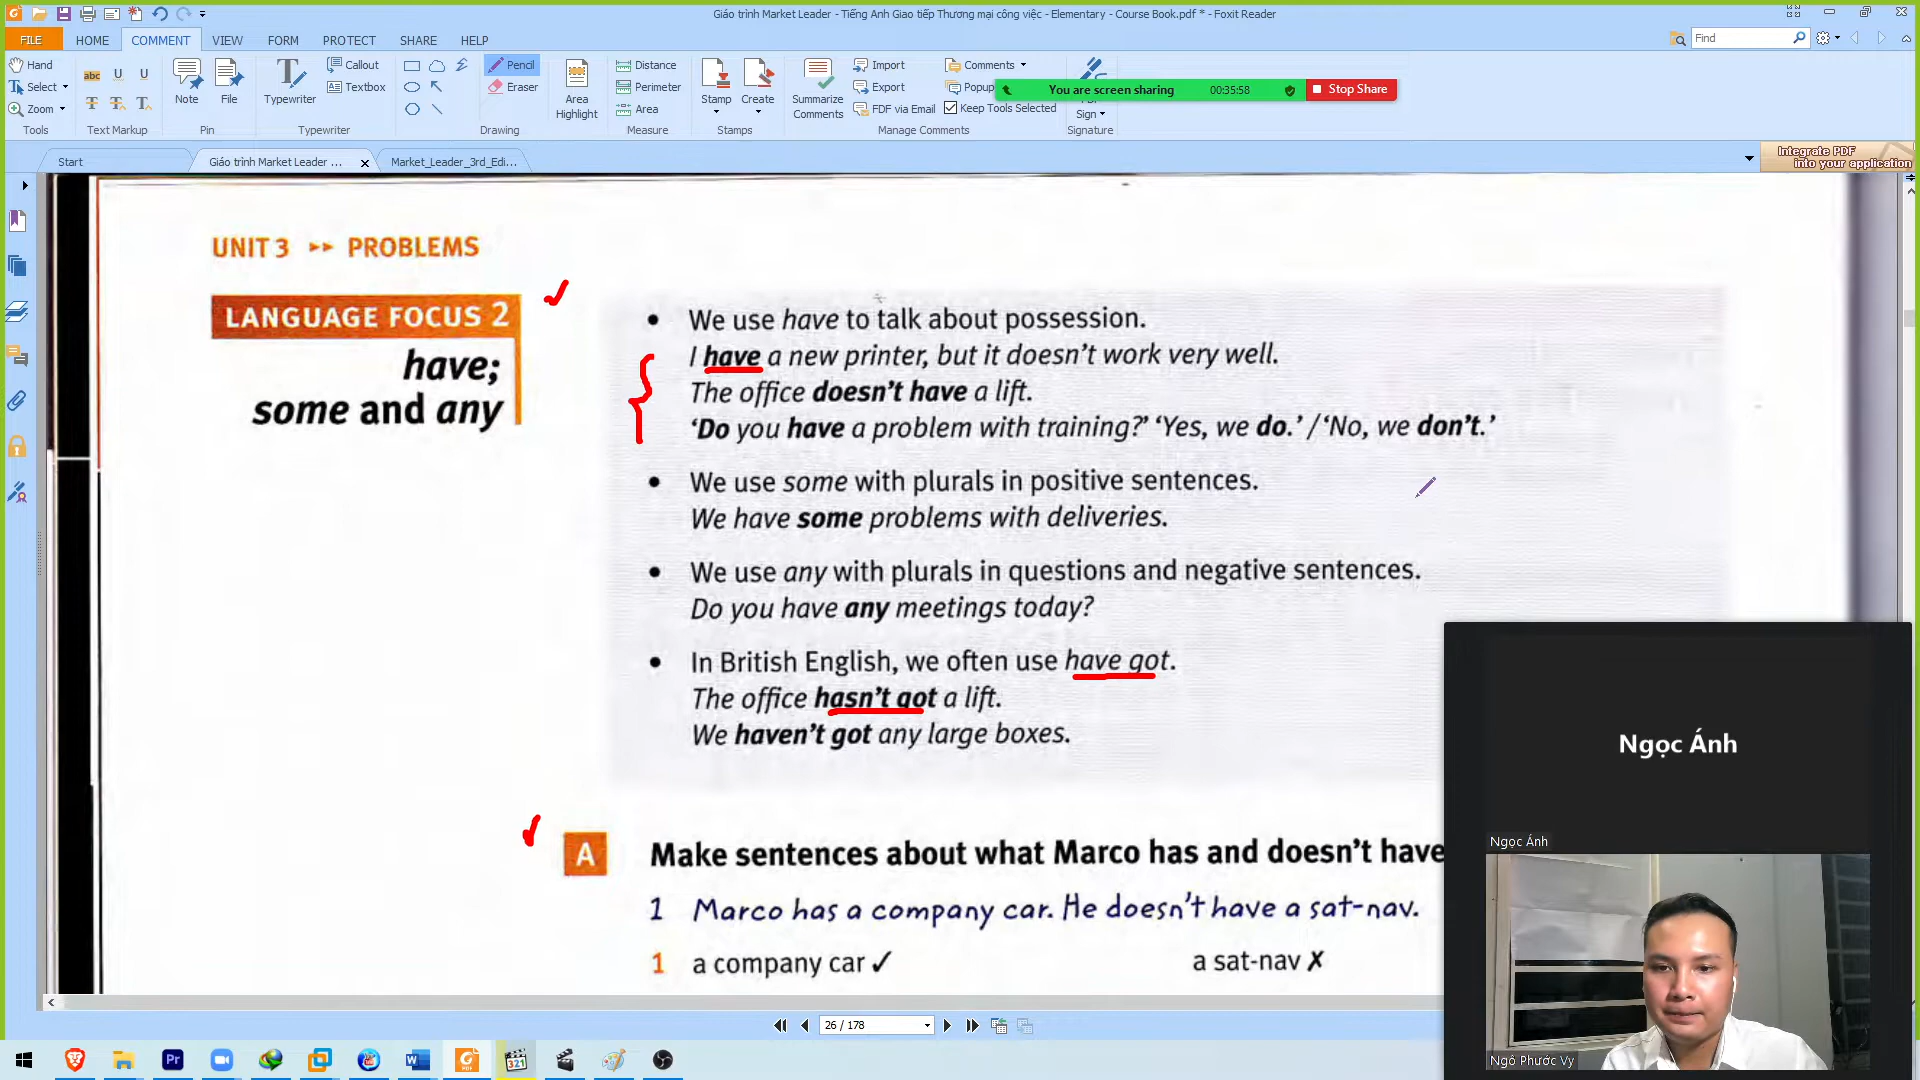 Giáo trình Market Leader - Tiếng Anh Giao tiếp Thương mại công việc - Elementary - Course Book.pdf * - Foxit Reader
FILE HOME COMMENT VIEW FORM PROTECT SHARE HELP
Find
Hand
Select
Zoom
Tools
abc U U
T T T
Text Markup
Note File
Pin
Typewriter
Callout
Textbox
Typewriter
Pencil
Eraser
Drawing
Area
Highlight
Distance
Perimeter
Area
Measure
Stamp Create
Stamps
Summarize
Comments
Import
Export
FDF via Email
Comments
Popup
Keep Tools Selected
Manage Comments
Sign
Signature
You are screen sharing 00:35:58 Stop Share
Start
Giáo trình Market Leader ...
Market_Leader_3rd_Edi...
Integrate PDF
into your application
UNIT 3 ▸▸ PROBLEMS
LANGUAGE FOCUS 2
have;
some and any
• We use have to talk about possession.
I have a new printer, but it doesn't work very well.
The office doesn't have a lift.
'Do you have a problem with training?' 'Yes, we do.' / 'No, we don't.'
• We use some with plurals in positive sentences.
We have some problems with deliveries.
• We use any with plurals in questions and negative sentences.
Do you have any meetings today?
• In British English, we often use have got.
The office hasn't got a lift.
We haven't got any large boxes.
A Make sentences about what Marco has and doesn't have
1 Marco has a company car. He doesn't have a sat-nav.
1 a company car ✓ a sat-nav ✗
Ngọc Ánh
Ngọc Ánh
Ngô Phước Vy
26 / 178
Pr
W
321